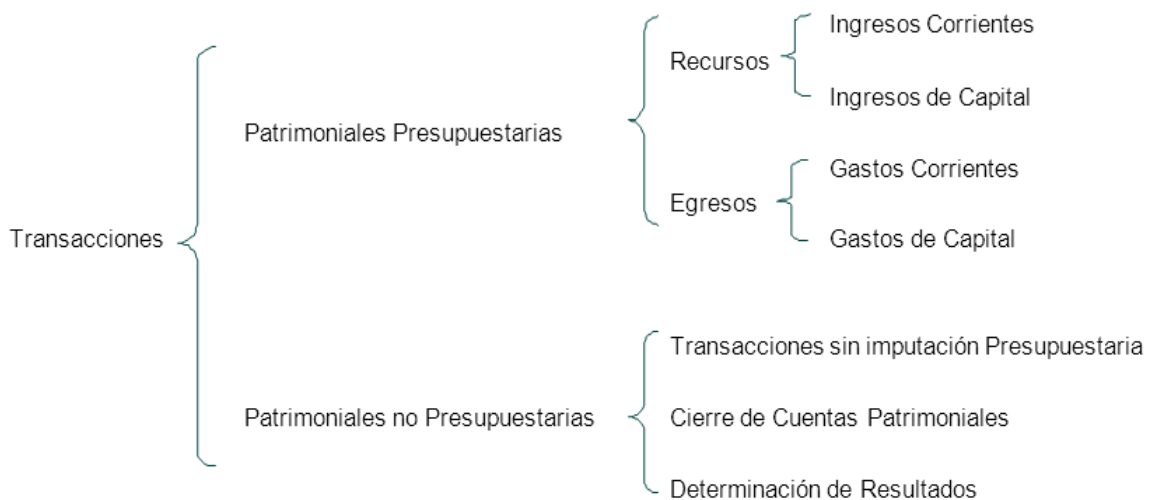 Transacciones
Patrimoniales Presupuestarias
Recursos
Ingresos Corrientes
Ingresos de Capital
Egresos
Gastos Corrientes
Gastos de Capital
Patrimoniales no Presupuestarias
Transacciones sin imputación Presupuestaria
Cierre de Cuentas Patrimoniales
Determinación de Resultados